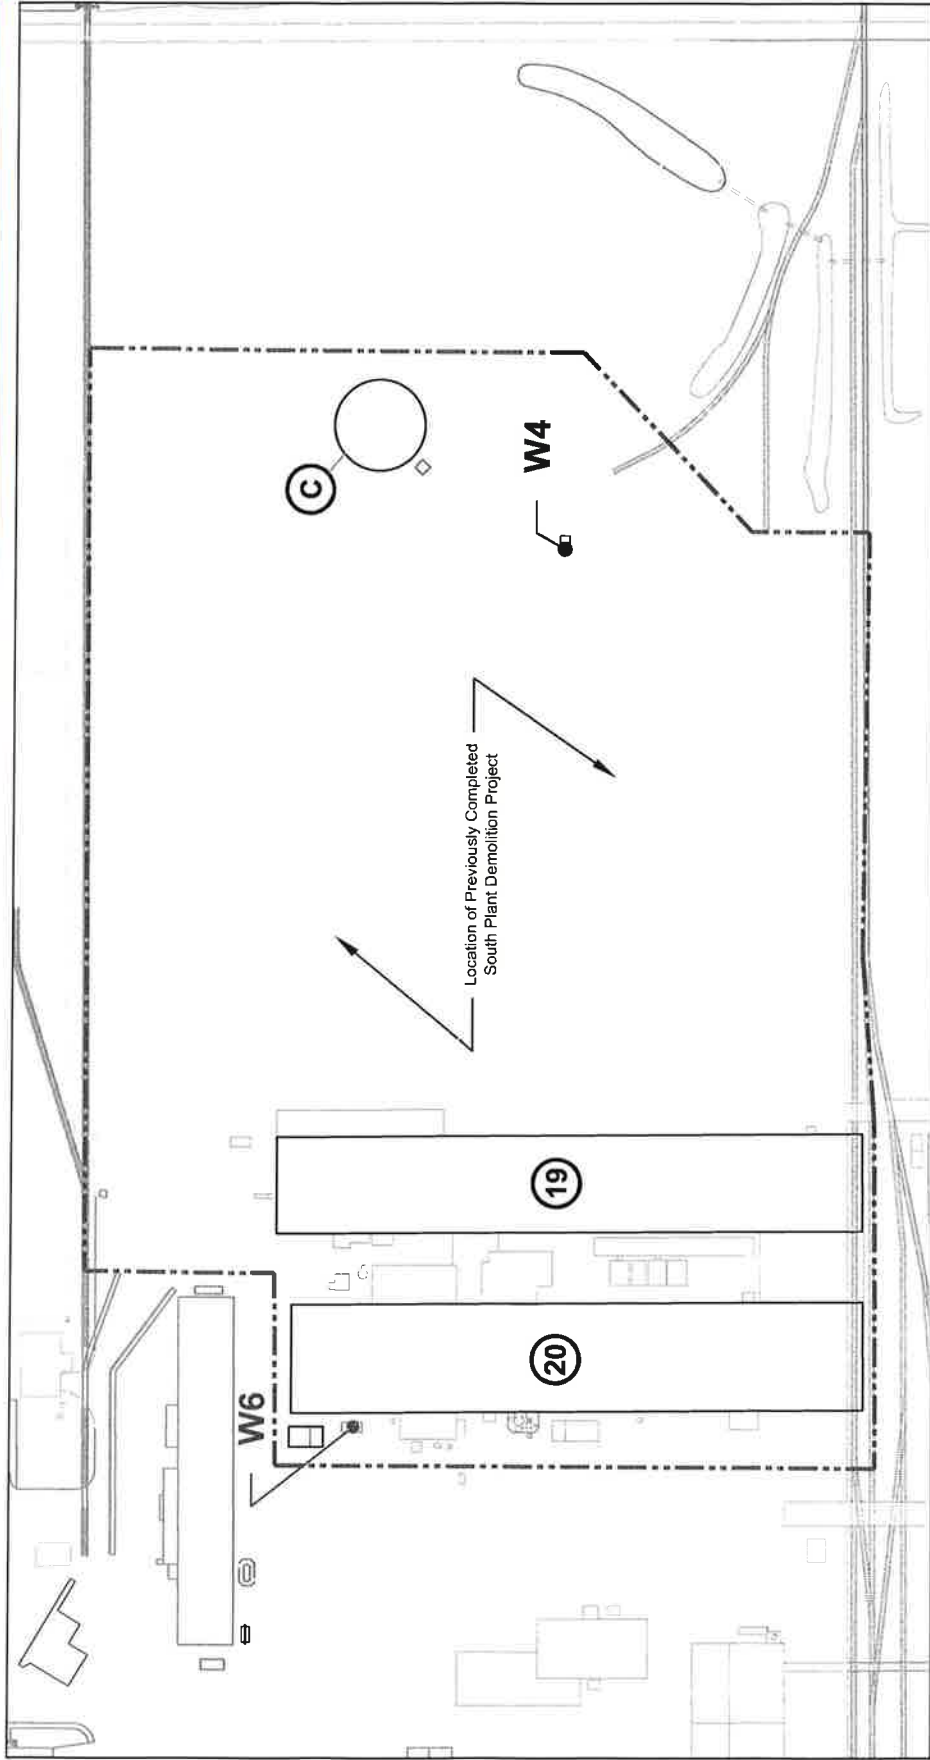 C
W4
Location of Previously Completed
South Plant Demolition Project
19
20
W6